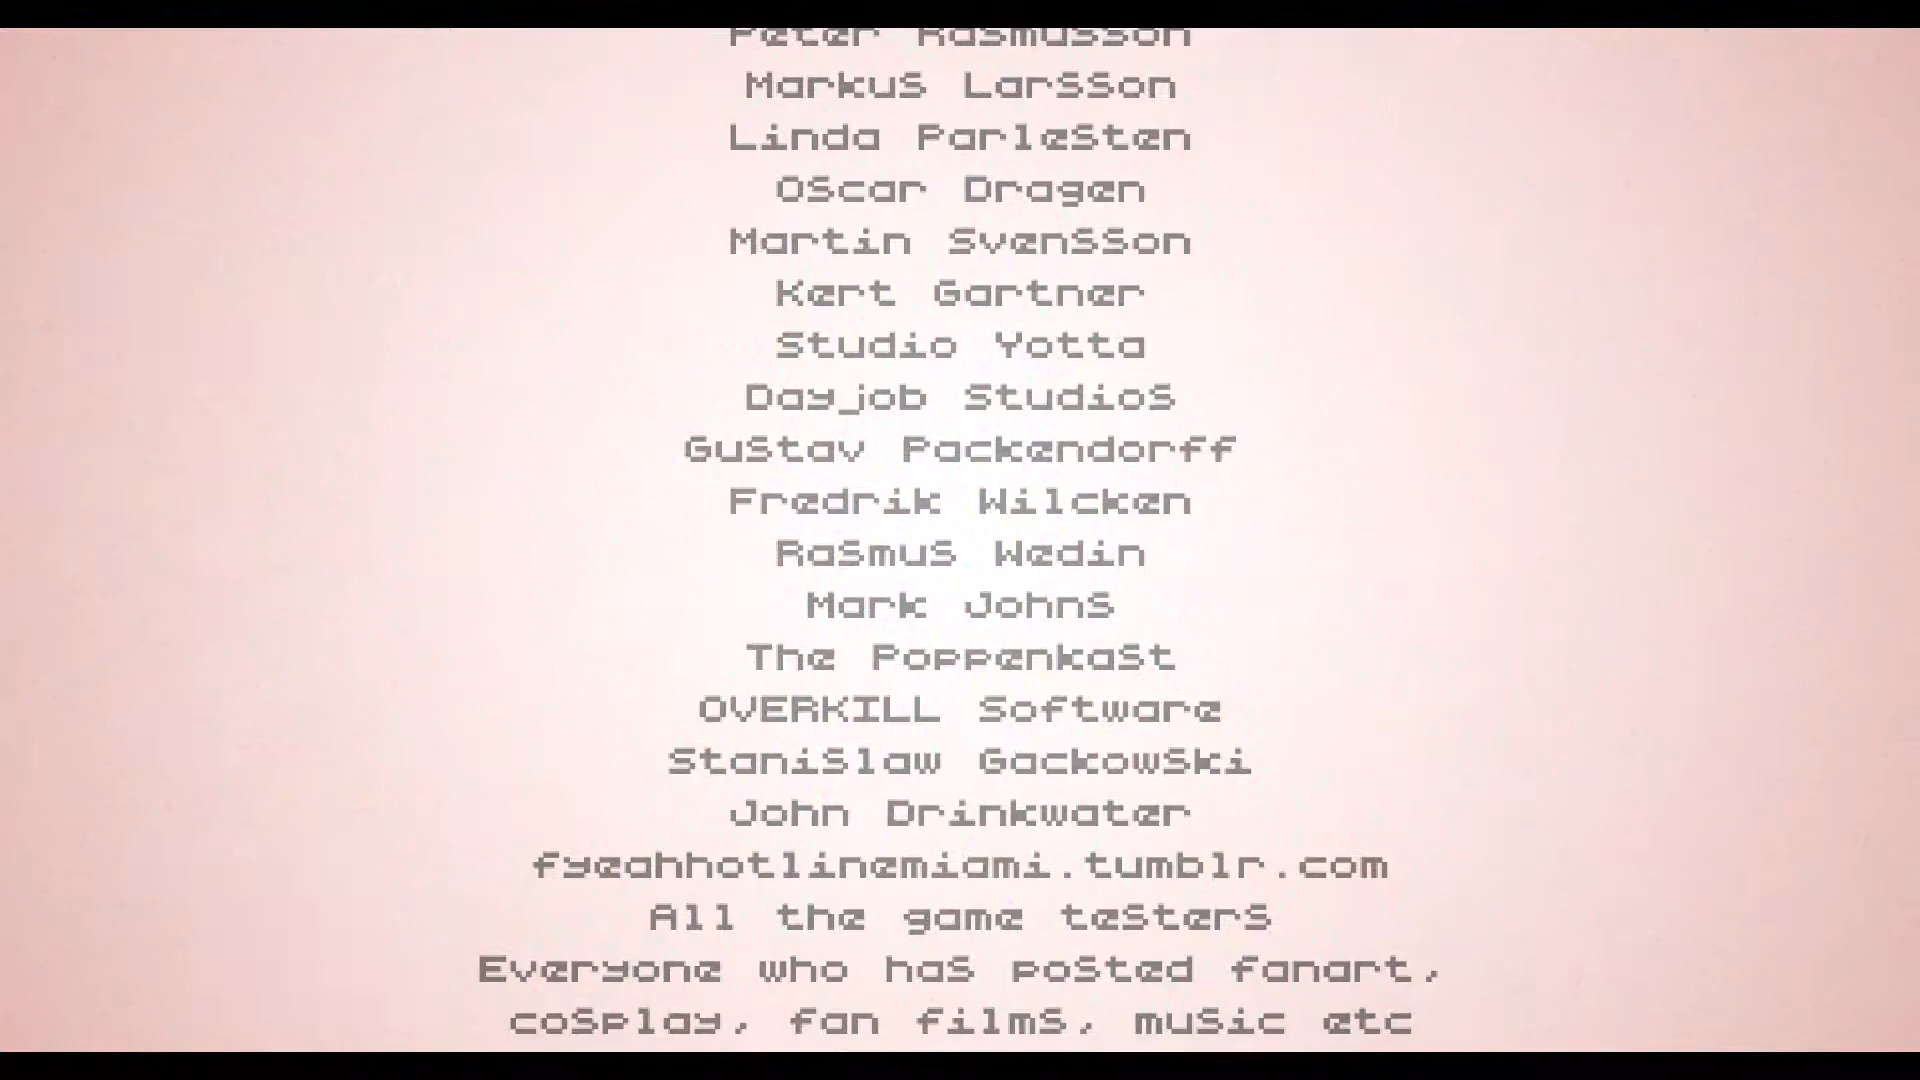 Peter Rasmusson
Markus Larsson
Linda Parlesten
Oscar Dragen
Martin Svensson
Kert Gartner
Studio Yotta
Dayjob Studios
Gustav Packendorff
Fredrik Wilcken
Rasmus Wedin
Mark Johns
The Poppenkast
OVERKILL Software
Stanislaw Gackowski
John Drinkwater
fyeahhotlinemiami.tumblr.com
All the game testers
Everyone who has posted fanart,
cosplay, fan films, music etc